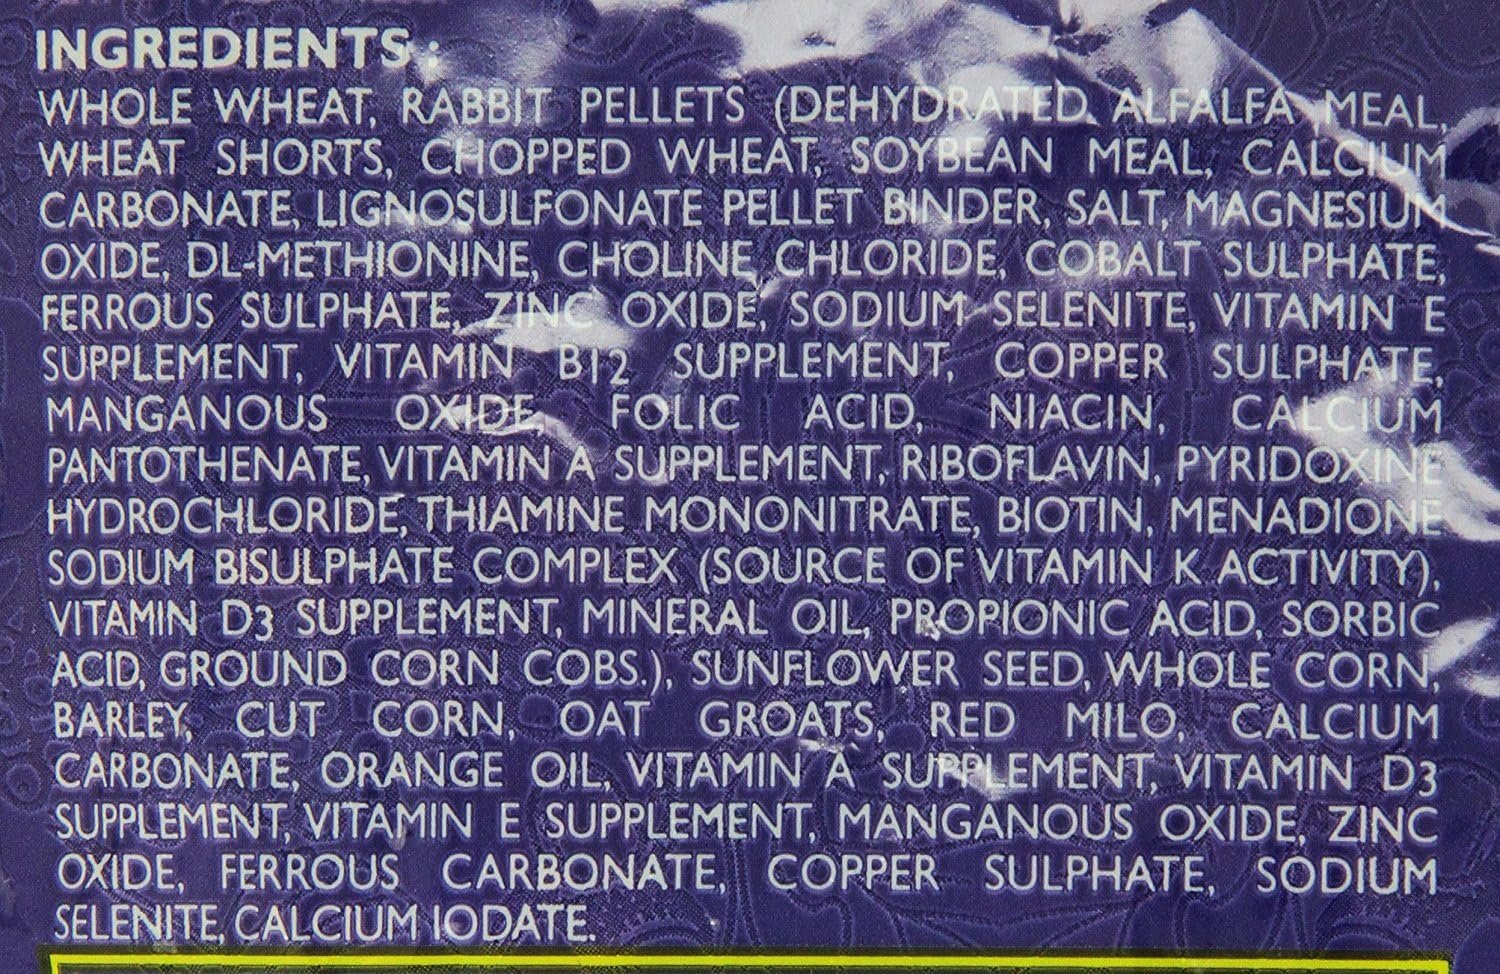 INGREDIENTS:
WHOLE WHEAT, RABBIT PELLETS (DEHYDRATED ALFALFA MEAL,
WHEAT SHORTS, CHOPPED WHEAT, SOYBEAN MEAL, CALCIUM
CARBONATE, LIGNOSULFONATE PELLET BINDER, SALT, MAGNESIUM
OXIDE, DL-METHIONINE, CHOLINE CHLORIDE, COBALT SULPHATE,
FERROUS SULPHATE, ZINC OXIDE, SODIUM SELENITE, VITAMIN E
SUPPLEMENT, VITAMIN B12 SUPPLEMENT, COPPER SULPHATE,
MANGANOUS OXIDE, FOLIC ACID, NIACIN, CALCIUM
PANTOTHENATE, VITAMIN A SUPPLEMENT, RIBOFLAVIN, PYRIDOXINE
HYDROCHLORIDE, THIAMINE MONONITRATE, BIOTIN, MENADIONE
SODIUM BISULPHATE COMPLEX (SOURCE OF VITAMIN K ACTIVITY),
VITAMIN D3 SUPPLEMENT, MINERAL OIL, PROPIONIC ACID, SORBIC
ACID, GROUND CORN COBS.), SUNFLOWER SEED, WHOLE CORN,
BARLEY, CUT CORN, OAT GROATS, RED MILO, CALCIUM
CARBONATE, ORANGE OIL, VITAMIN A SUPPLEMENT, VITAMIN D3
SUPPLEMENT, VITAMIN E SUPPLEMENT, MANGANOUS OXIDE, ZINC
OXIDE, FERROUS CARBONATE, COPPER SULPHATE, SODIUM
SELENITE, CALCIUM IODATE.